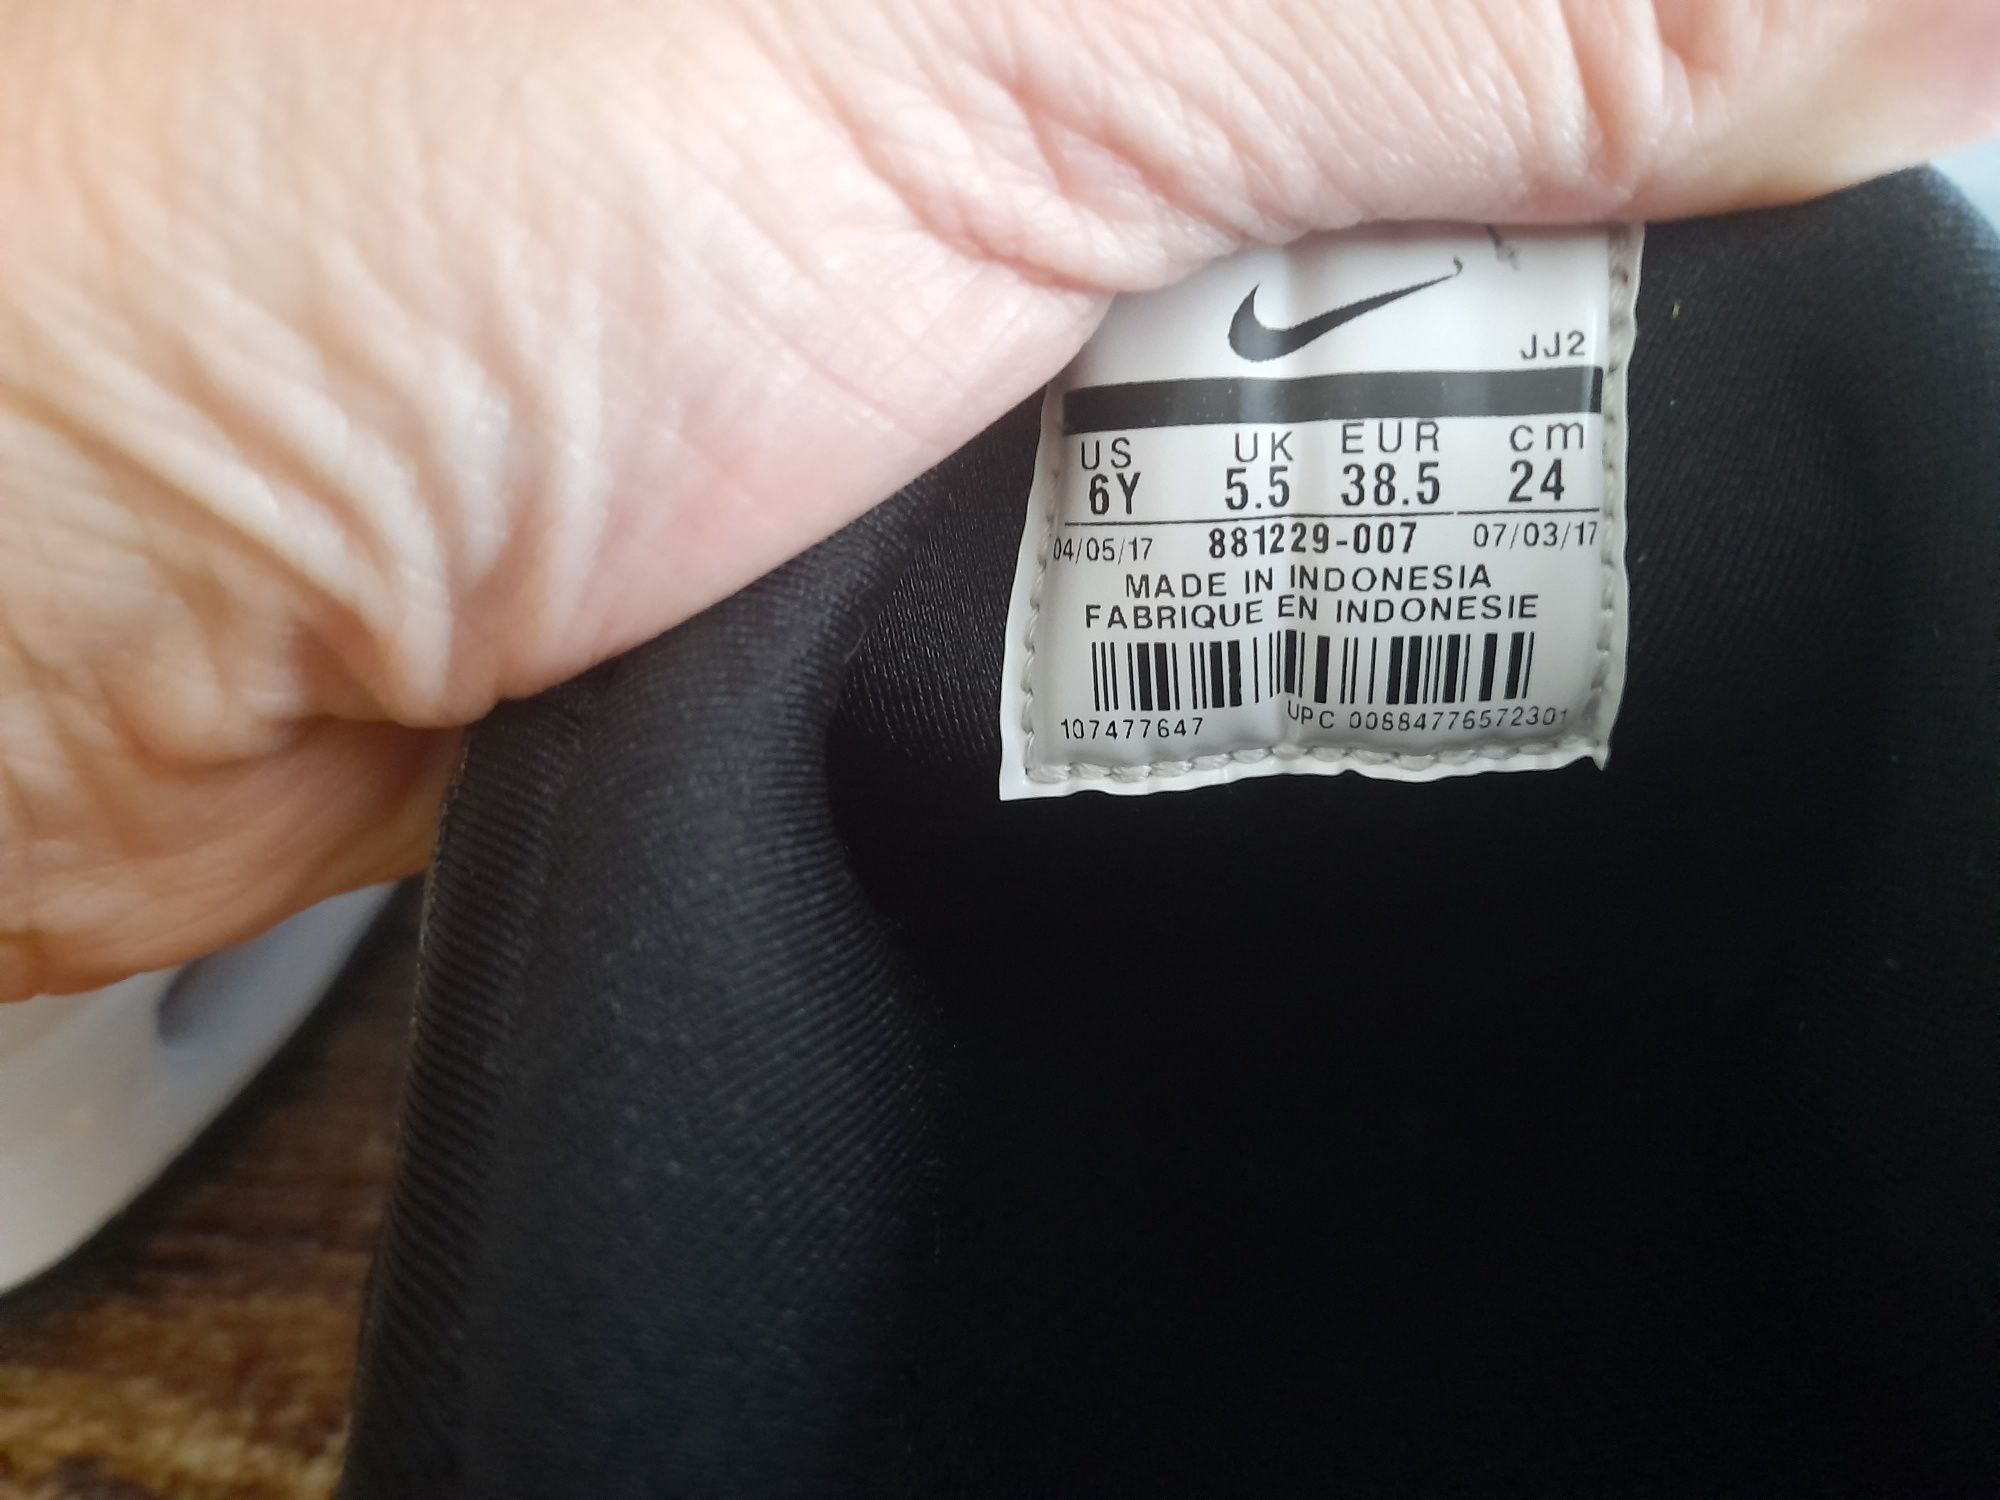 JJ2
US UK EUR cm
6Y 5.5 38.5 24
04/05/17 881229-007 07/03/17
MADE IN INDONESIA
FABRIQUE EN INDONESIE
107477647 UPC 00884776572301